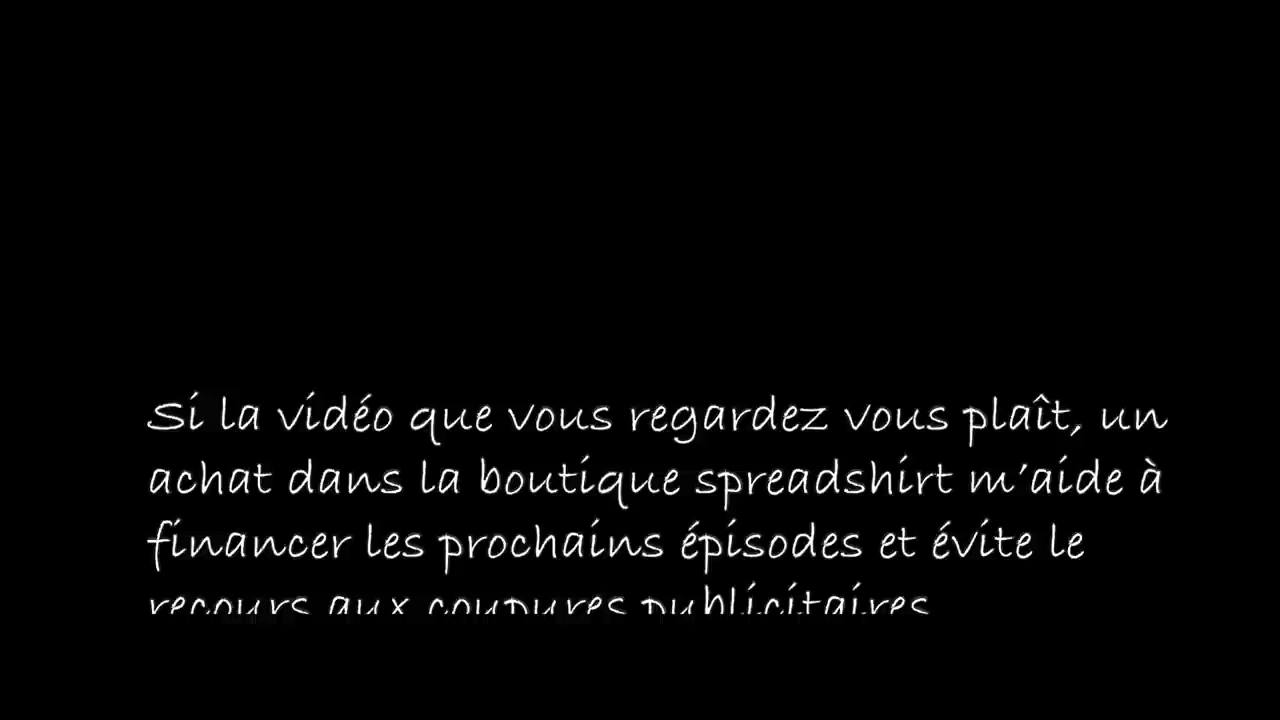 Si la vidéo que vous regardez vous plaît, un
achat dans la boutique spreadshirt m'aide à
financer les prochains épisodes et évite le
recours aux coupures publicitaires